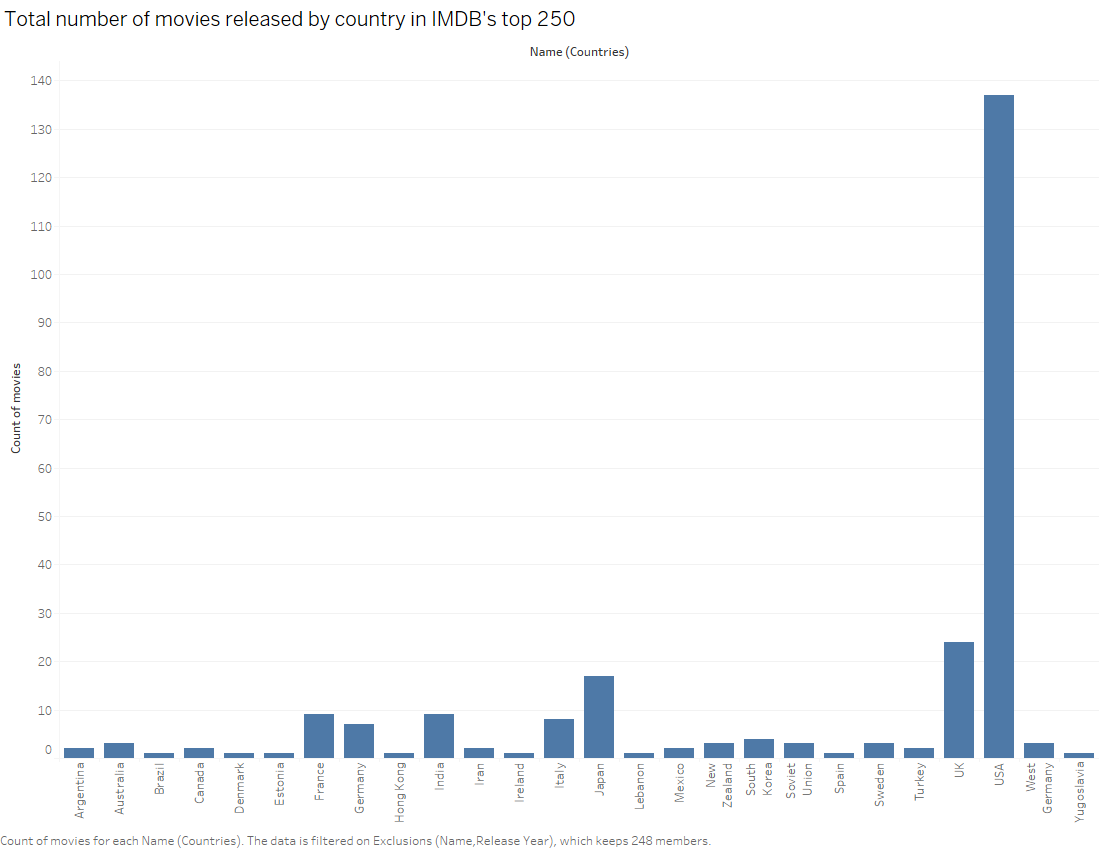 Total number of movies released by country in IMDB's top 250
Name (Countries)
140
130
120
110
100
90
80
70
60
50
40
30
20
10
0
Count of movies
Argentina
Australia
Brazil
Canada
Denmark
Estonia
France
Germany
Hong Kong
India
Iran
Ireland
Italy
Japan
Lebanon
Mexico
New
Zealand
South
Korea
Soviet
Union
Spain
Sweden
Turkey
UK
USA
West
Germany
Yugoslavia
Count of movies for each Name (Countries). The data is filtered on Exclusions (Name,Release Year), which keeps 248 members.